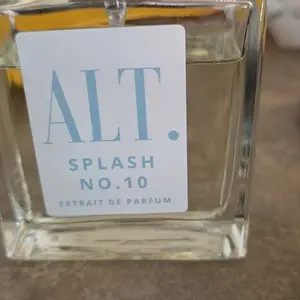 ALT.
SPLASH
NO.10
EXTRAIT DE PARFUM